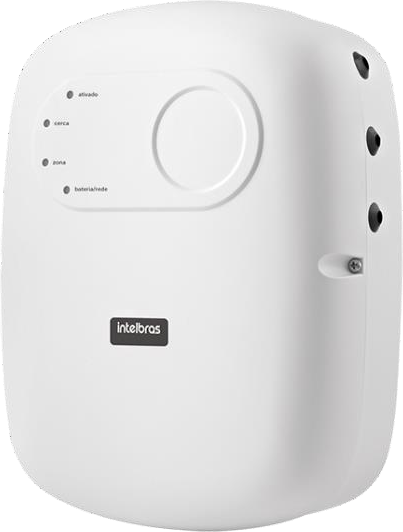 ativado
cerca
zona
bateria/rede
intelbras